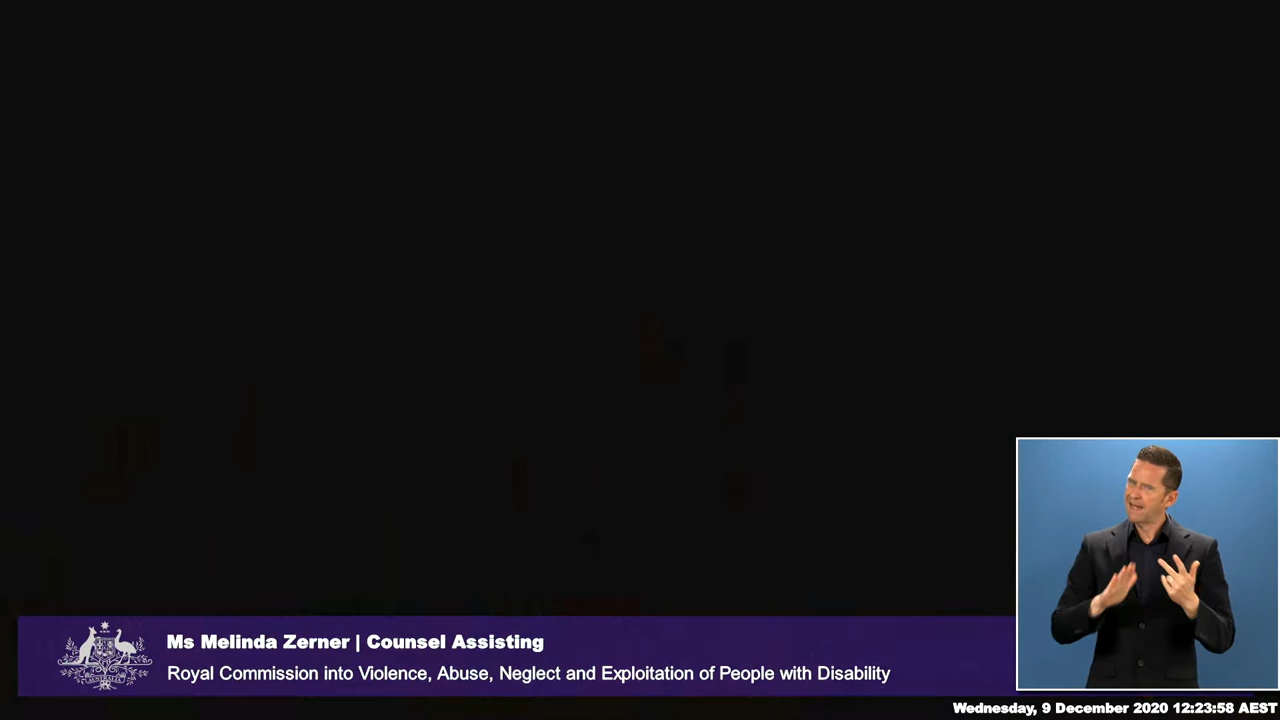 Ms Melinda Zerner | Counsel Assisting
Royal Commission into Violence, Abuse, Neglect and Exploitation of People with Disability
Wednesday, 9 December 2020 12:23:58 AEST